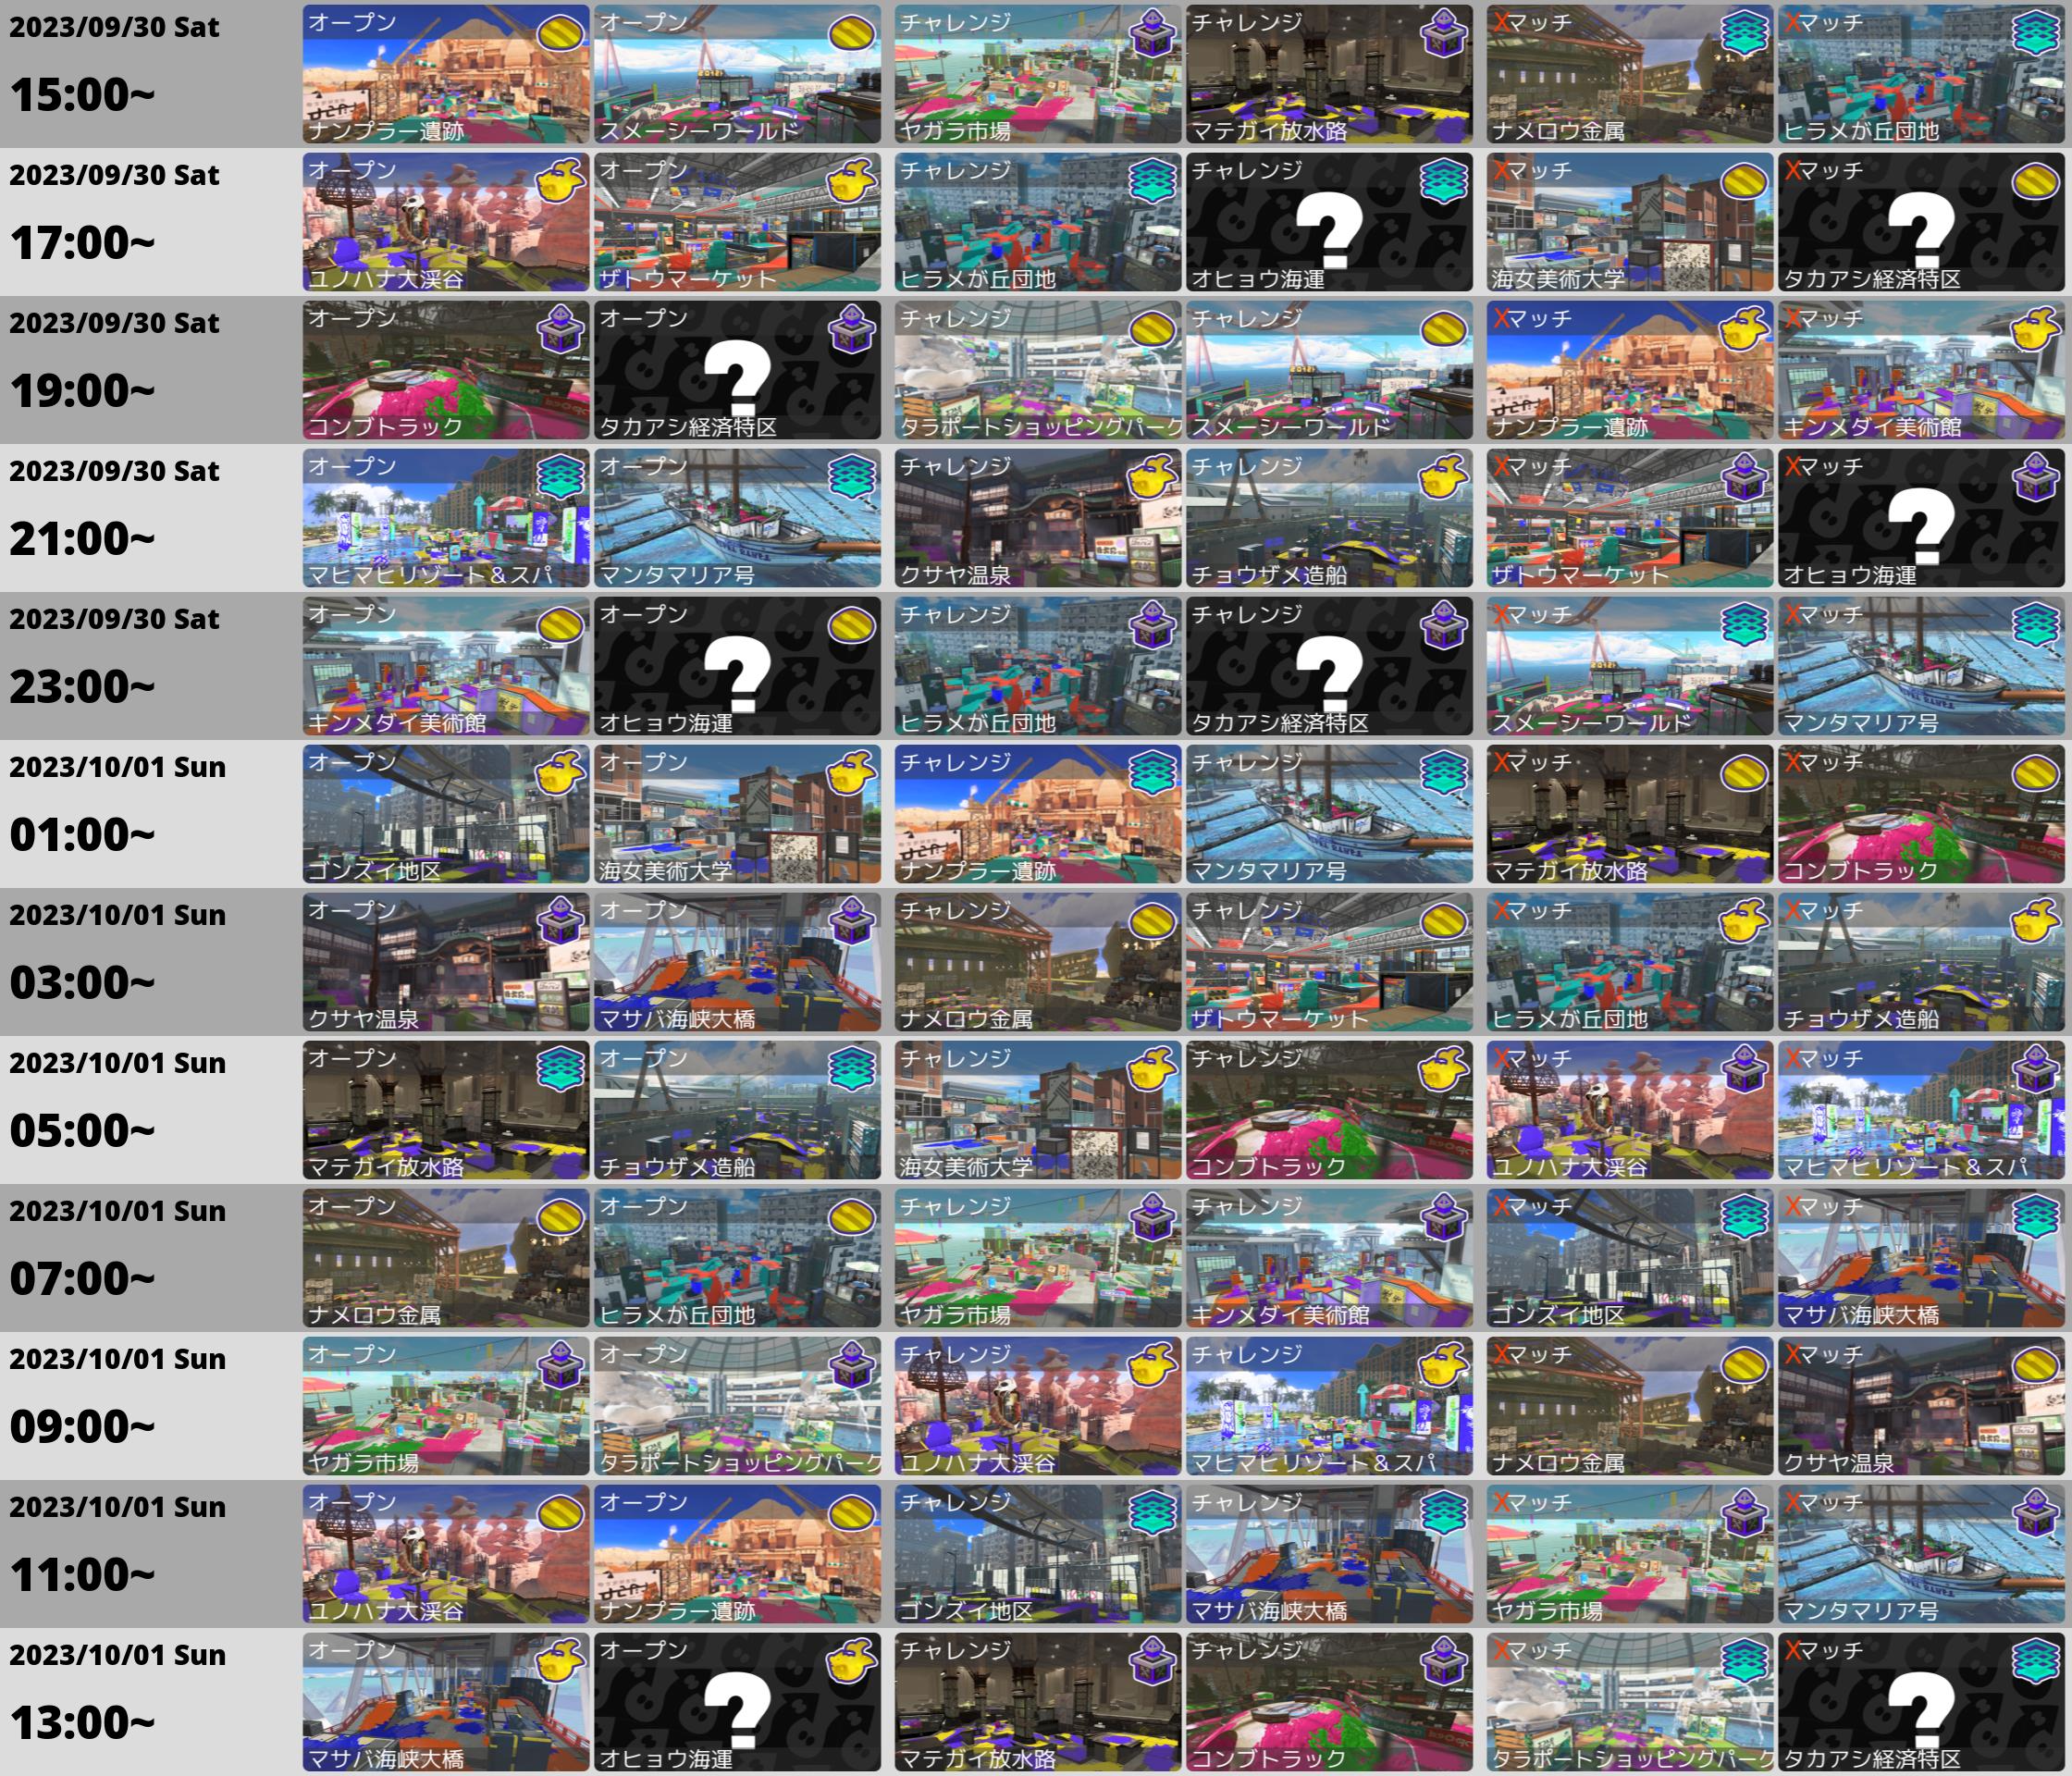 2023/09/30 Sat
15:00~
オープン オープン チャレンジ チャレンジ Xマッチ Xマッチ
ナンプラー遺跡 スメーシーワールド ヤガラ市場 マテガイ放水路 ナメロウ金属 ヒラメが丘団地
2023/09/30 Sat
17:00~
オープン オープン チャレンジ チャレンジ Xマッチ Xマッチ
ユノハナ大渓谷 ザトウマーケット ヒラメが丘団地 オヒョウ海運 海女美術大学 タカアシ経済特区
2023/09/30 Sat
19:00~
オープン オープン チャレンジ チャレンジ Xマッチ Xマッチ
コンブトラック タカアシ経済特区 タラポートショッピングパーク スメーシーワールド ナンプラー遺跡 キンメダイ美術館
2023/09/30 Sat
21:00~
オープン オープン チャレンジ チャレンジ Xマッチ Xマッチ
マヒマヒリゾート&スパ マンタマリア号 クサヤ温泉 チョウザメ造船 ザトウマーケット オヒョウ海運
2023/09/30 Sat
23:00~
オープン オープン チャレンジ チャレンジ Xマッチ Xマッチ
キンメダイ美術館 オヒョウ海運 ヒラメが丘団地 タカアシ経済特区 スメーシーワールド マンタマリア号
2023/10/01 Sun
01:00~
オープン オープン チャレンジ チャレンジ Xマッチ Xマッチ
ゴンズイ地区 海女美術大学 ナンプラー遺跡 マンタマリア号 マテガイ放水路 コンブトラック
2023/10/01 Sun
03:00~
オープン オープン チャレンジ チャレンジ Xマッチ Xマッチ
クサヤ温泉 マサバ海峡大橋 ナメロウ金属 ザトウマーケット ヒラメが丘団地 チョウザメ造船
2023/10/01 Sun
05:00~
オープン オープン チャレンジ チャレンジ Xマッチ Xマッチ
マテガイ放水路 チョウザメ造船 海女美術大学 コンブトラック ユノハナ大渓谷 マヒマヒリゾート&スパ
2023/10/01 Sun
07:00~
オープン オープン チャレンジ チャレンジ Xマッチ Xマッチ
ナメロウ金属 ヒラメが丘団地 ヤガラ市場 キンメダイ美術館 ゴンズイ地区 マサバ海峡大橋
2023/10/01 Sun
09:00~
オープン オープン チャレンジ チャレンジ Xマッチ Xマッチ
ヤガラ市場 タラポートショッピングパーク ユノハナ大渓谷 マヒマヒリゾート&スパ ナメロウ金属 クサヤ温泉
2023/10/01 Sun
11:00~
オープン オープン チャレンジ チャレンジ Xマッチ Xマッチ
ユノハナ大渓谷 ナンプラー遺跡 ゴンズイ地区 マサバ海峡大橋 ヤガラ市場 マンタマリア号
2023/10/01 Sun
13:00~
オープン オープン チャレンジ チャレンジ Xマッチ Xマッチ
マサバ海峡大橋 オヒョウ海運 マテガイ放水路 コンブトラック タラポートショッピングパーク タカアシ経済特区